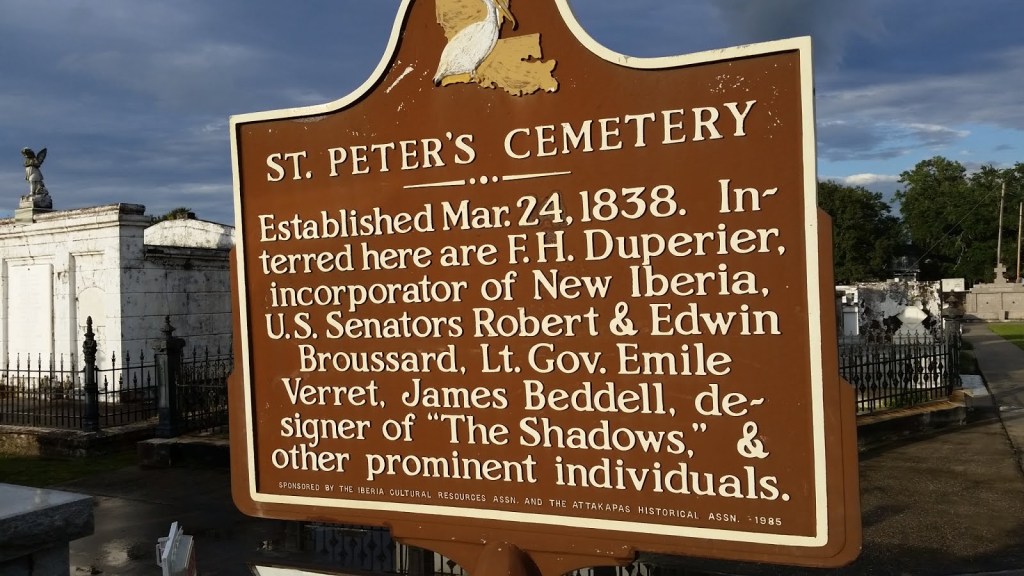 ST. PETER'S CEMETERY
Established Mar. 24, 1838. In-
terred here are F. H. Duperier,
incorporator of New Iberia,
U.S. Senators Robert & Edwin
Broussard, Lt. Gov. Emile
Verret, James Beddell, de-
signer of "The Shadows," &
other prominent individuals.
SPONSORED BY THE IBERIA CULTURAL RESOURCES ASSN. AND THE ATTAKAPAS HISTORICAL ASSN. -1985